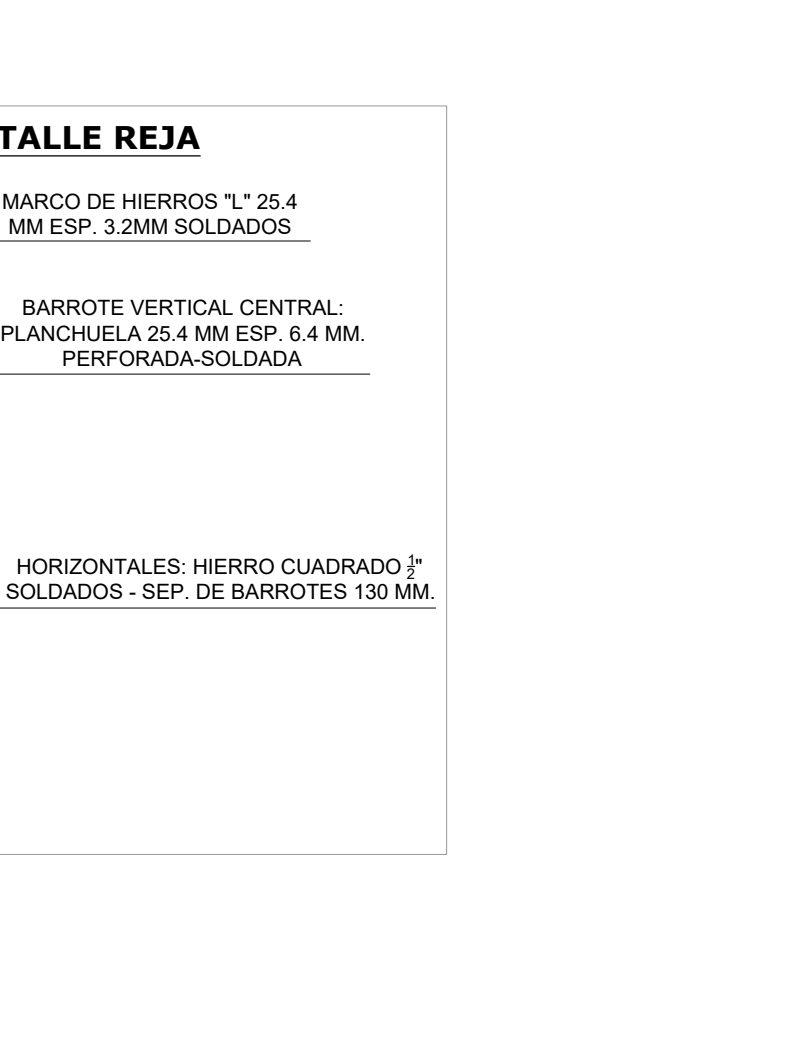 TALLE REJA
MARCO DE HIERROS "L" 25.4
MM ESP. 3.2MM SOLDADOS
BARROTE VERTICAL CENTRAL:
PLANCHUELA 25.4 MM ESP. 6.4 MM.
PERFORADA-SOLDADA
HORIZONTALES: HIERRO CUADRADO ½"
SOLDADOS - SEP. DE BARROTES 130 MM.